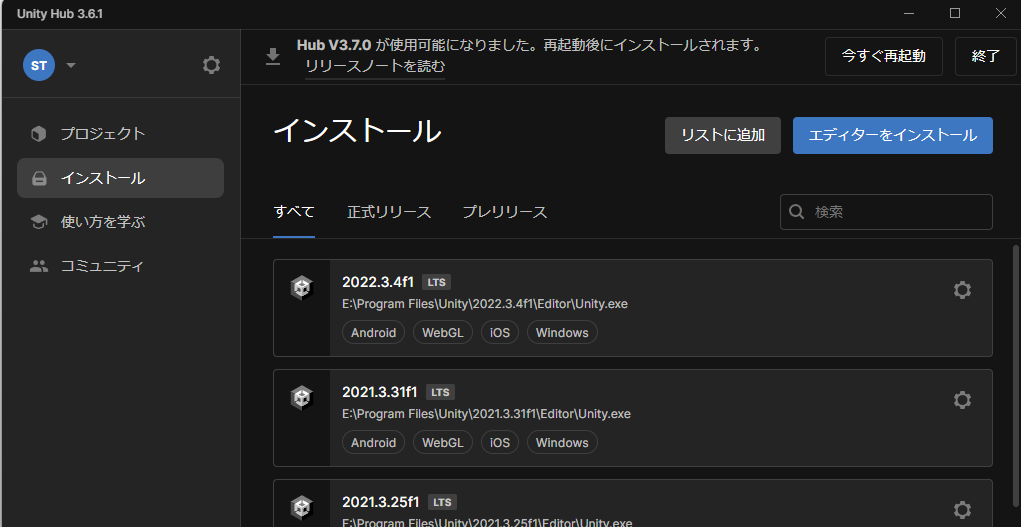 Unity Hub 3.6.1
ST
Hub V3.7.0 が使用可能になりました。再起動後にインストールされます。
リリースノートを読む
今すぐ再起動
終了
プロジェクト
インストール
使い方を学ぶ
コミュニティ
インストール
リストに追加
エディターをインストール
すべて
正式リリース
プレリリース
検索
2022.3.4f1 LTS
E:\Program Files\Unity\2022.3.4f1\Editor\Unity.exe
Android WebGL iOS Windows
2021.3.31f1 LTS
E:\Program Files\Unity\2021.3.31f1\Editor\Unity.exe
Android WebGL iOS Windows
2021.3.25f1 LTS
E:\Program Files\Unity\2021.3.25f1\Editor\Unity.exe